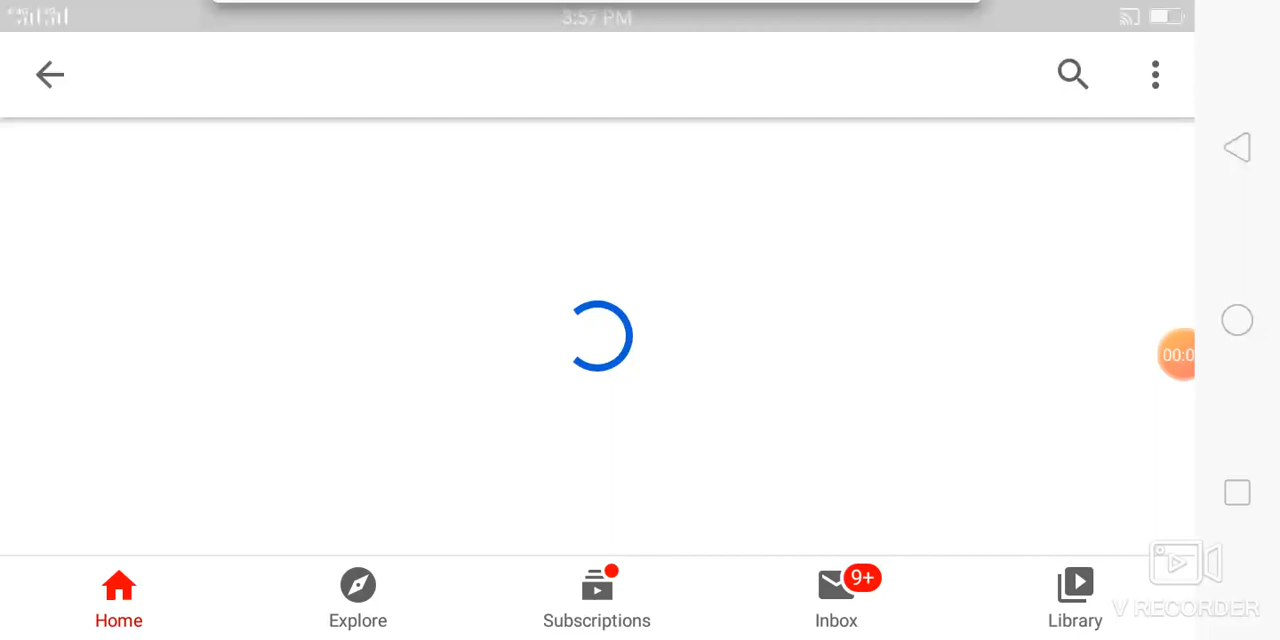 3:57 PM
00:0
Home
Explore
Subscriptions
9+
Inbox
Library
V RECORDER